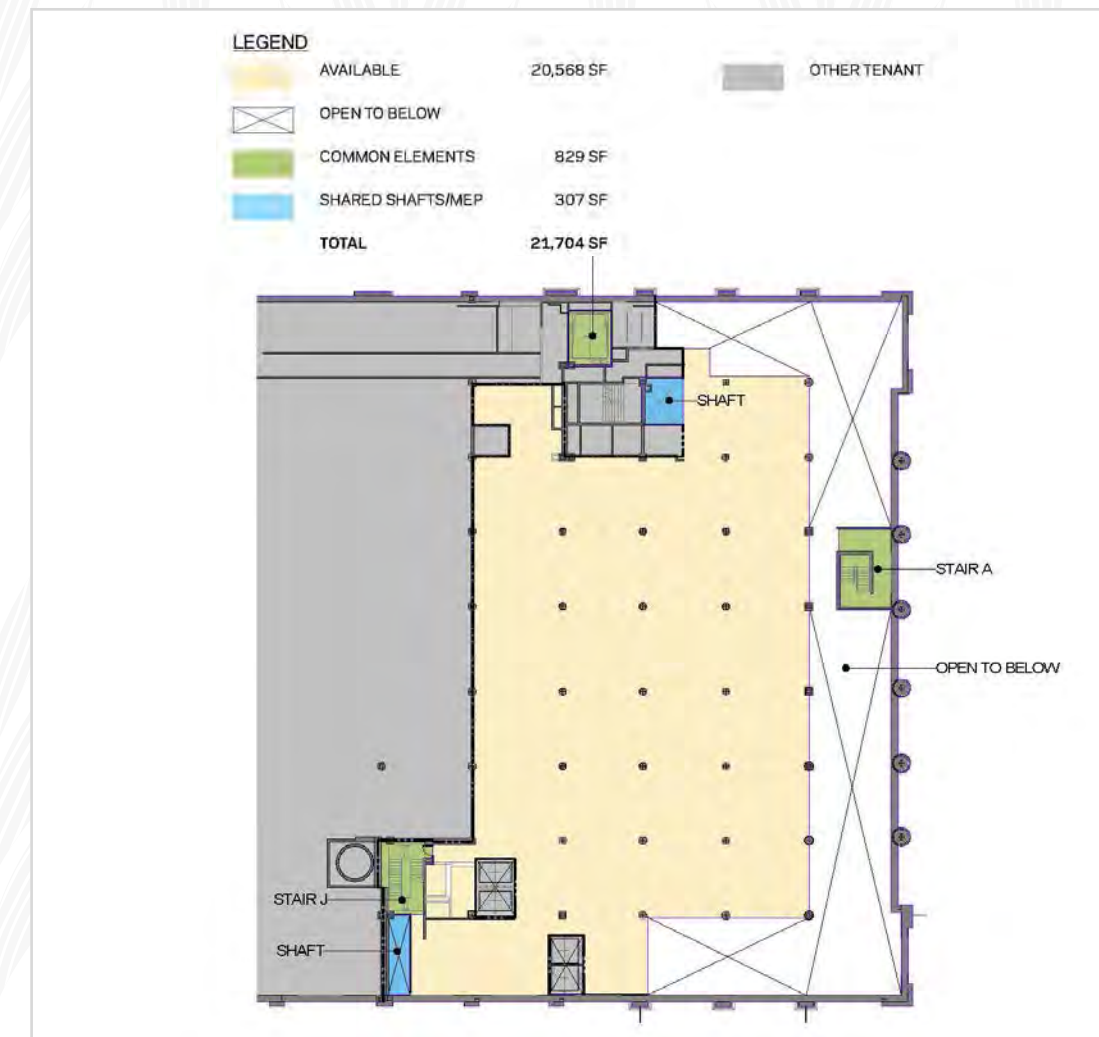 LEGEND
AVAILABLE 20,568 SF OTHER TENANT
OPEN TO BELOW
COMMON ELEMENTS 829 SF
SHARED SHAFTS/MEP 307 SF
TOTAL 21,704 SF
SHAFT
STAIR A
OPEN TO BELOW
STAIR J
SHAFT